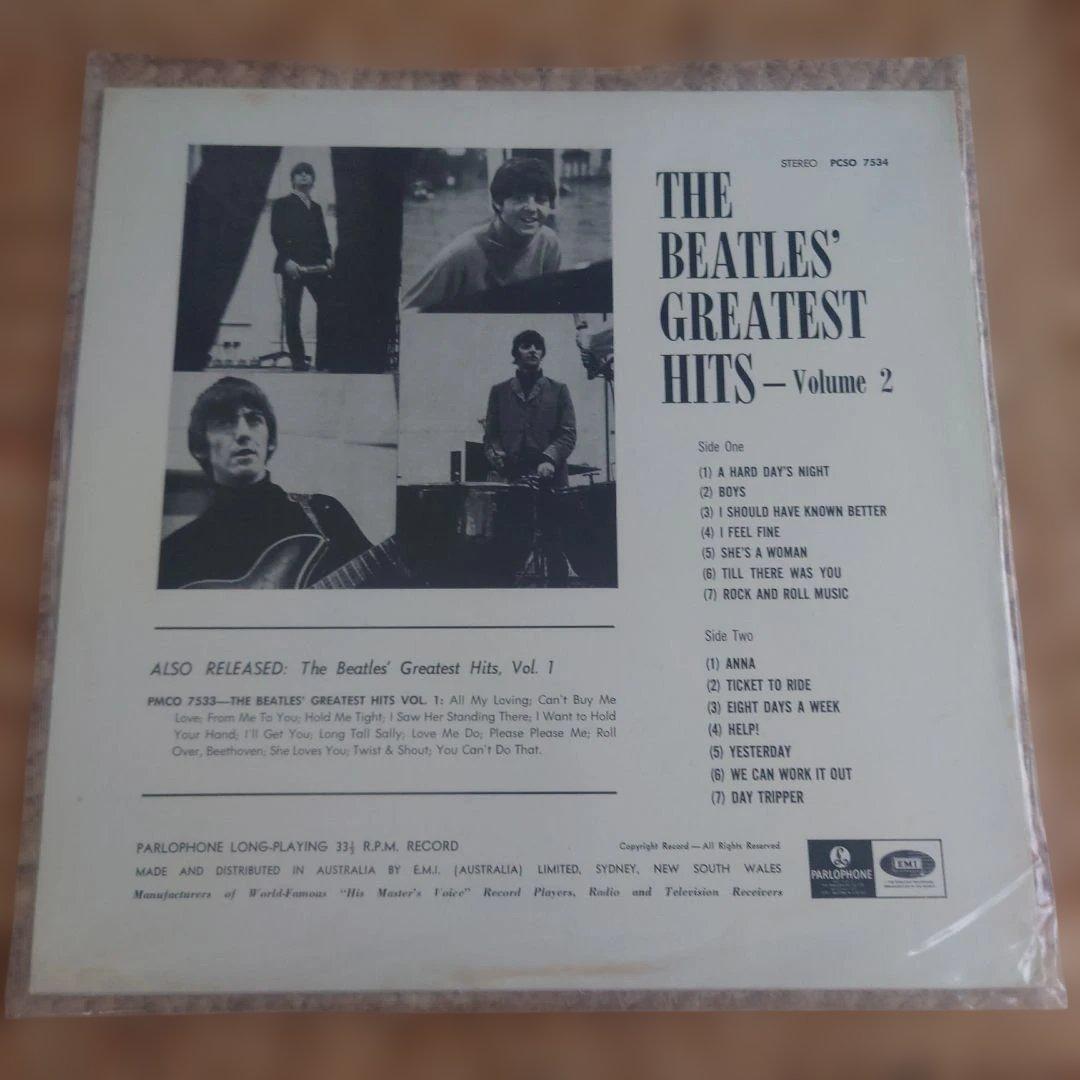 STEREO PCSO 7534
THE
BEATLES'
GREATEST
HITS — Volume 2
Side One
(1) A HARD DAY'S NIGHT
(2) BOYS
(3) I SHOULD HAVE KNOWN BETTER
(4) I FEEL FINE
(5) SHE'S A WOMAN
(6) TILL THERE WAS YOU
(7) ROCK AND ROLL MUSIC
Side Two
(1) ANNA
(2) TICKET TO RIDE
(3) EIGHT DAYS A WEEK
(4) HELP!
(5) YESTERDAY
(6) WE CAN WORK IT OUT
(7) DAY TRIPPER
ALSO RELEASED: The Beatles' Greatest Hits, Vol. 1
PMCO 7533—THE BEATLES' GREATEST HITS VOL. 1: All My Loving; Can't Buy Me
Love; From Me To You; Hold Me Tight; I Saw Her Standing There; I Want to Hold
Your Hand; I'll Get You; Long Tall Sally; Love Me Do; Please Please Me; Roll
Over, Beethoven; She Loves You; Twist & Shout; You Can't Do That.
PARLOPHONE LONG-PLAYING 33⅓ R.P.M. RECORD
Copyright Record — All Rights Reserved
MADE AND DISTRIBUTED IN AUSTRALIA BY E.M.I. (AUSTRALIA) LIMITED, SYDNEY, NEW SOUTH WALES
Manufacturers of World-Famous "His Master's Voice" Record Players, Radio and Television Receivers
PARLOPHONE
EMI